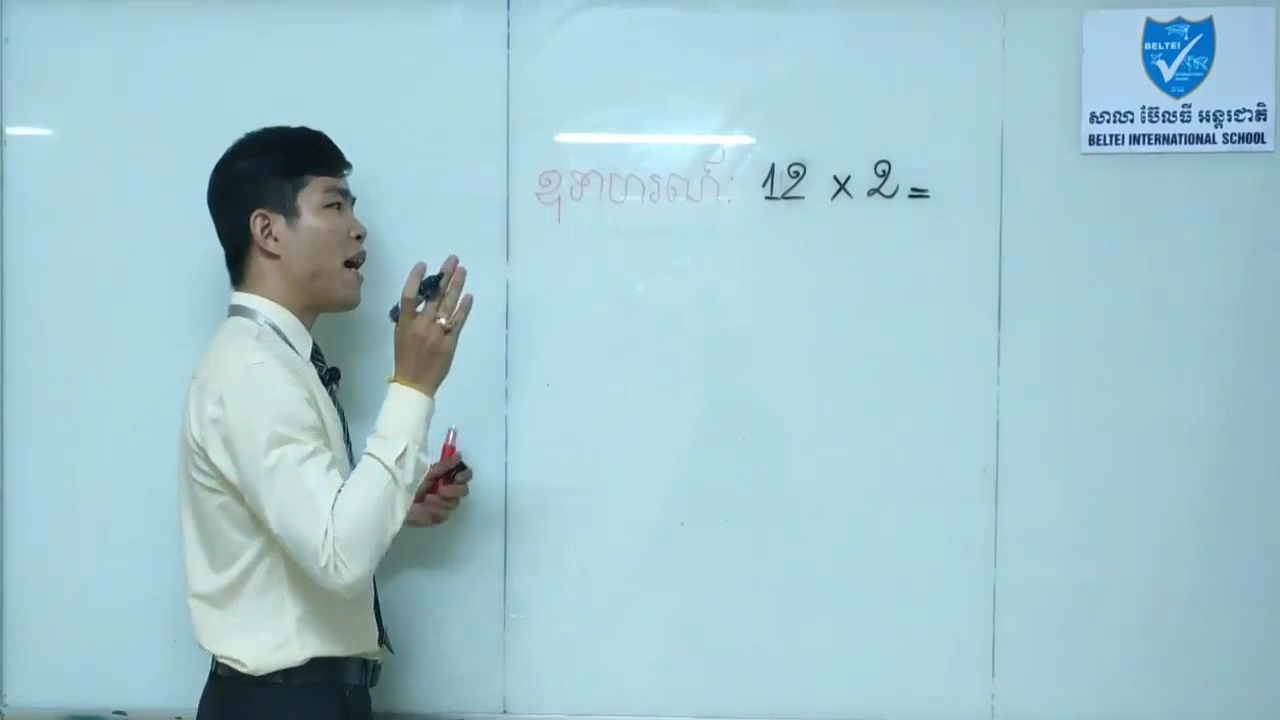 ឧទាហរណ៍: 12 × 2 =
BELTEI
សាលា ប៊ែលធី អន្តរជាតិ
BELTEI INTERNATIONAL SCHOOL